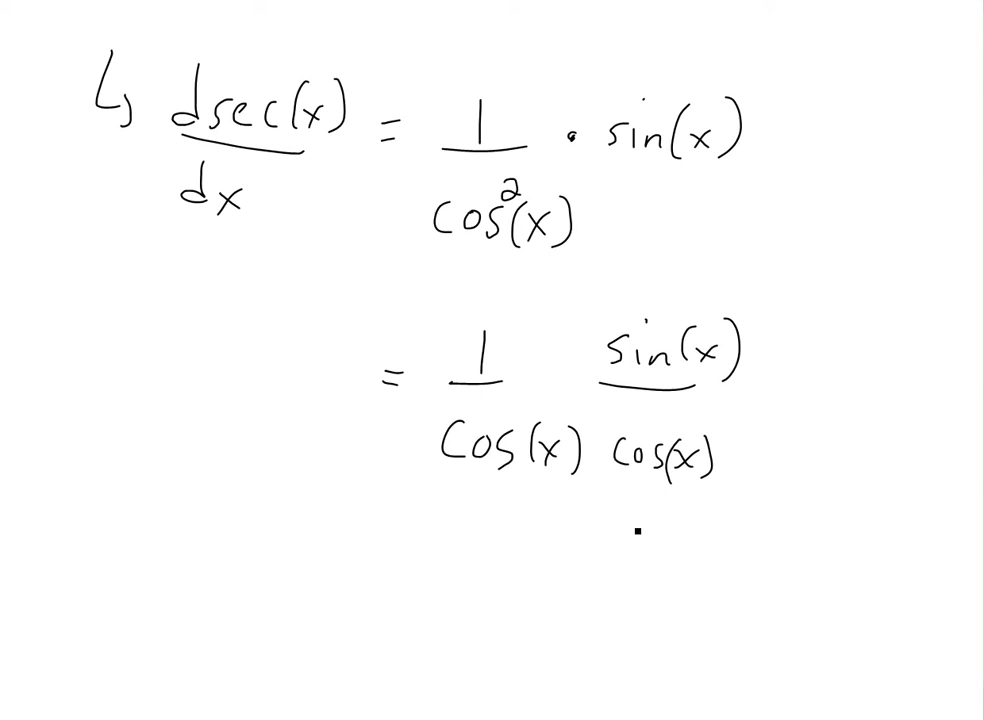 ↳ dsec(x)/dx = 1/cos²(x) • sin(x)
= 1/cos(x) sin(x)/cos(x)